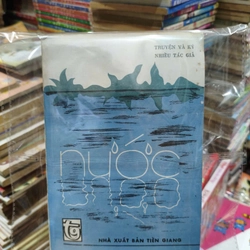 TRUYỆN VÀ KÝ
NHIỀU TÁC GIẢ
nước
NHÀ XUẤT BẢN TIỀN GIANG